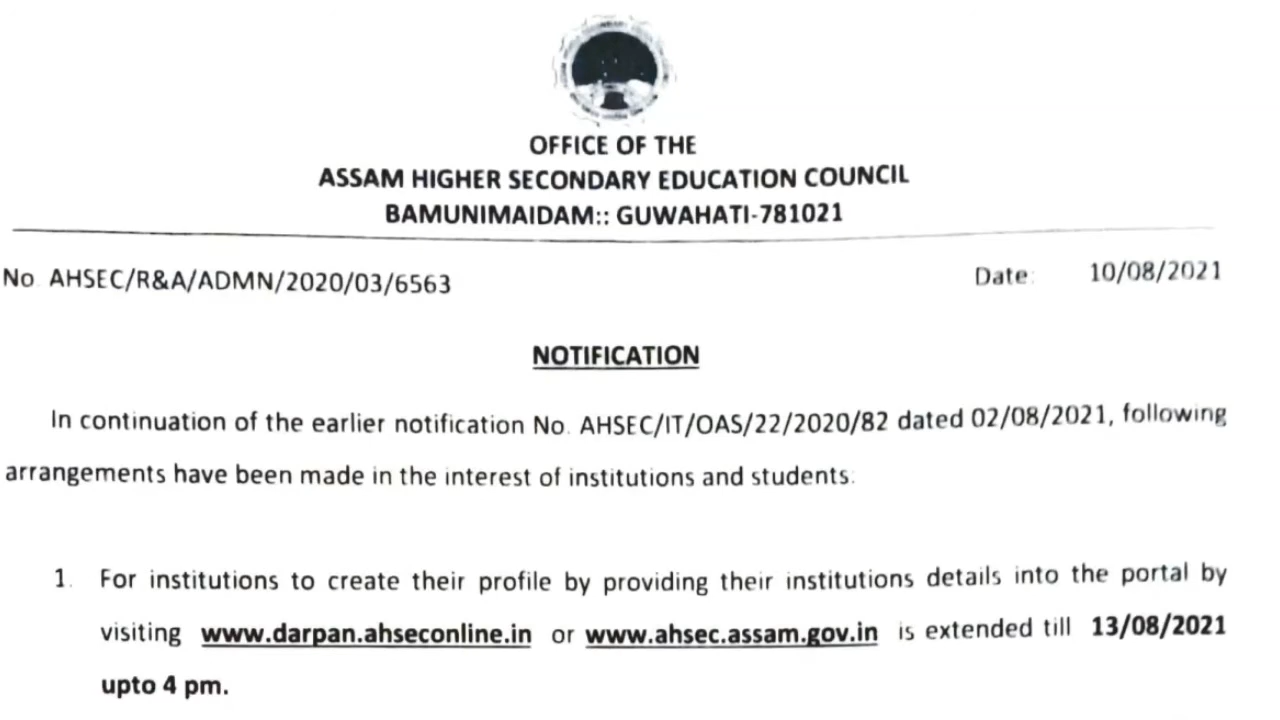 OFFICE OF THE
ASSAM HIGHER SECONDARY EDUCATION COUNCIL
BAMUNIMAIDAM:: GUWAHATI-781021
No. AHSEC/R&A/ADMN/2020/03/6563 Date: 10/08/2021
NOTIFICATION
In continuation of the earlier notification No. AHSEC/IT/OAS/22/2020/82 dated 02/08/2021, following
arrangements have been made in the interest of institutions and students:
1. For institutions to create their profile by providing their institutions details into the portal by
visiting www.darpan.ahseconline.in or www.ahsec.assam.gov.in is extended till 13/08/2021
upto 4 pm.